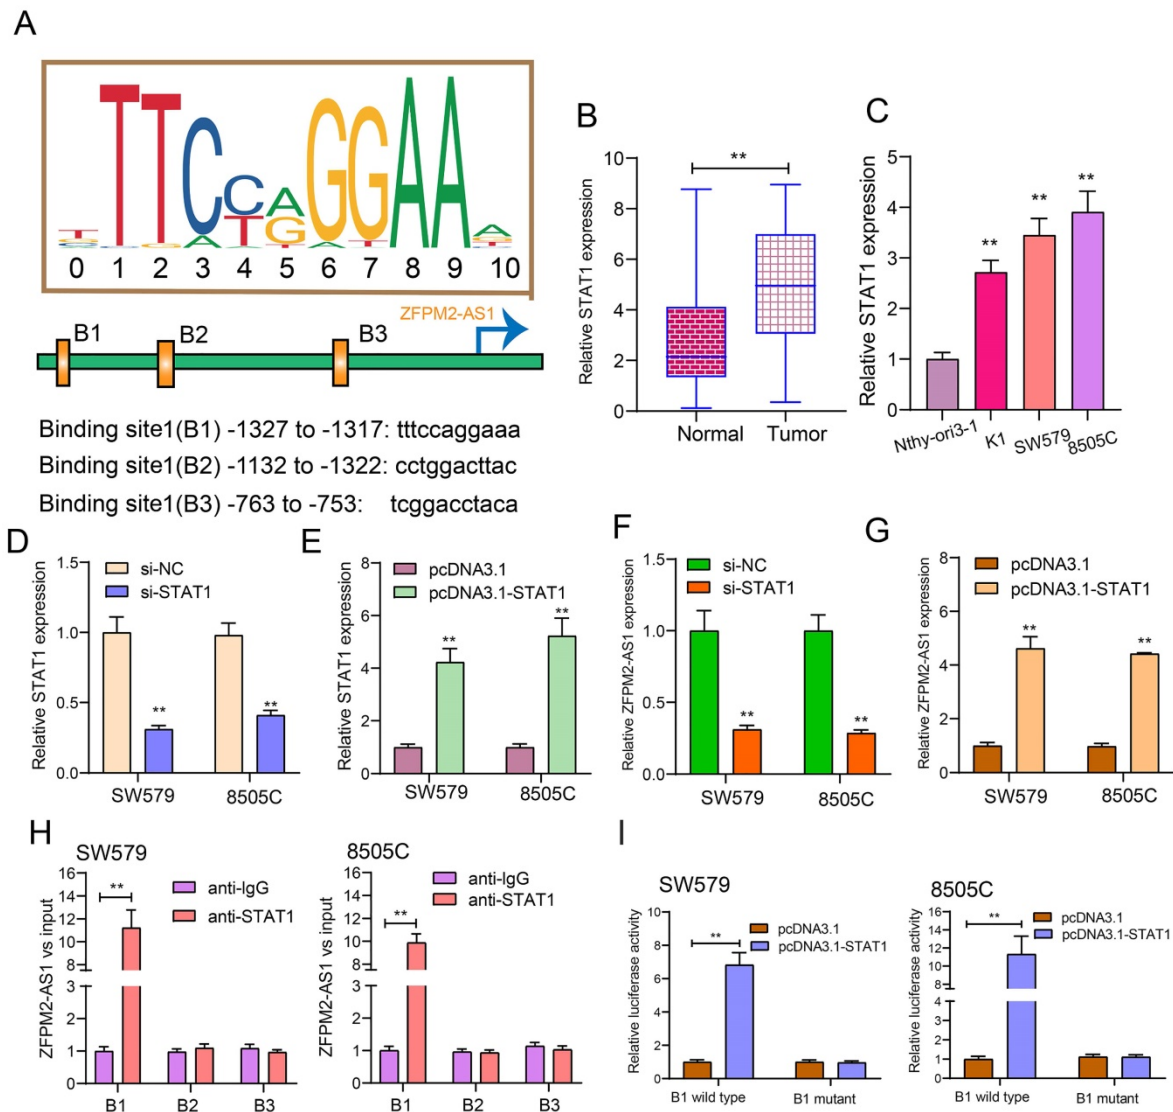 A
TTCCAGGAAA
0 1 2 3 4 5 6 7 8 9 10
ZFPM2-AS1
B1 B2 B3
Binding site1(B1) -1327 to -1317: tttccaggaaa
Binding site1(B2) -1132 to -1322: cctggacttac
Binding site1(B3) -763 to -753: tcggacctaca
B
Relative STAT1 expression
10
8
6
4
2
0
**
Normal Tumor
C
Relative STAT1 expression
5
4
3
2
1
0
** ** **
Nthy-ori3-1 K1 SW579 8505C
D
Relative STAT1 expression
1.5
1.0
0.5
0.0
si-NC
si-STAT1
** **
SW579 8505C
E
Relative STAT1 expression
8
6
4
2
0
pcDNA3.1
pcDNA3.1-STAT1
** **
SW579 8505C
F
Relative ZFPM2-AS1 expression
1.5
1.0
0.5
0.0
si-NC
si-STAT1
** **
SW579 8505C
G
Relative ZFPM2-AS1 expression
8
6
4
2
0
pcDNA3.1
pcDNA3.1-STAT1
** **
SW579 8505C
H
SW579
ZFPM2-AS1 vs input
16
14
12
10
8
3
2
1
0
anti-IgG
anti-STAT1
**
B1 B2 B3
8505C
ZFPM2-AS1 vs input
16
14
12
10
8
6
4
3
2
1
0
anti-IgG
anti-STAT1
**
B1 B2 B3
I
SW579
Relative luciferase activity
10
8
6
4
2
0
pcDNA3.1
pcDNA3.1-STAT1
**
B1 wild type B1 mutant
8505C
Relative luciferase activity
16
14
12
10
8
6
4
3
2
1
0
pcDNA3.1
pcDNA3.1-STAT1
**
B1 wild type B1 mutant